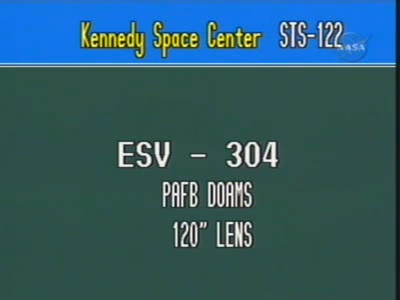 Kennedy Space Center STS-122
NASA
ESV - 304
PAFB DOAMS
120" LENS